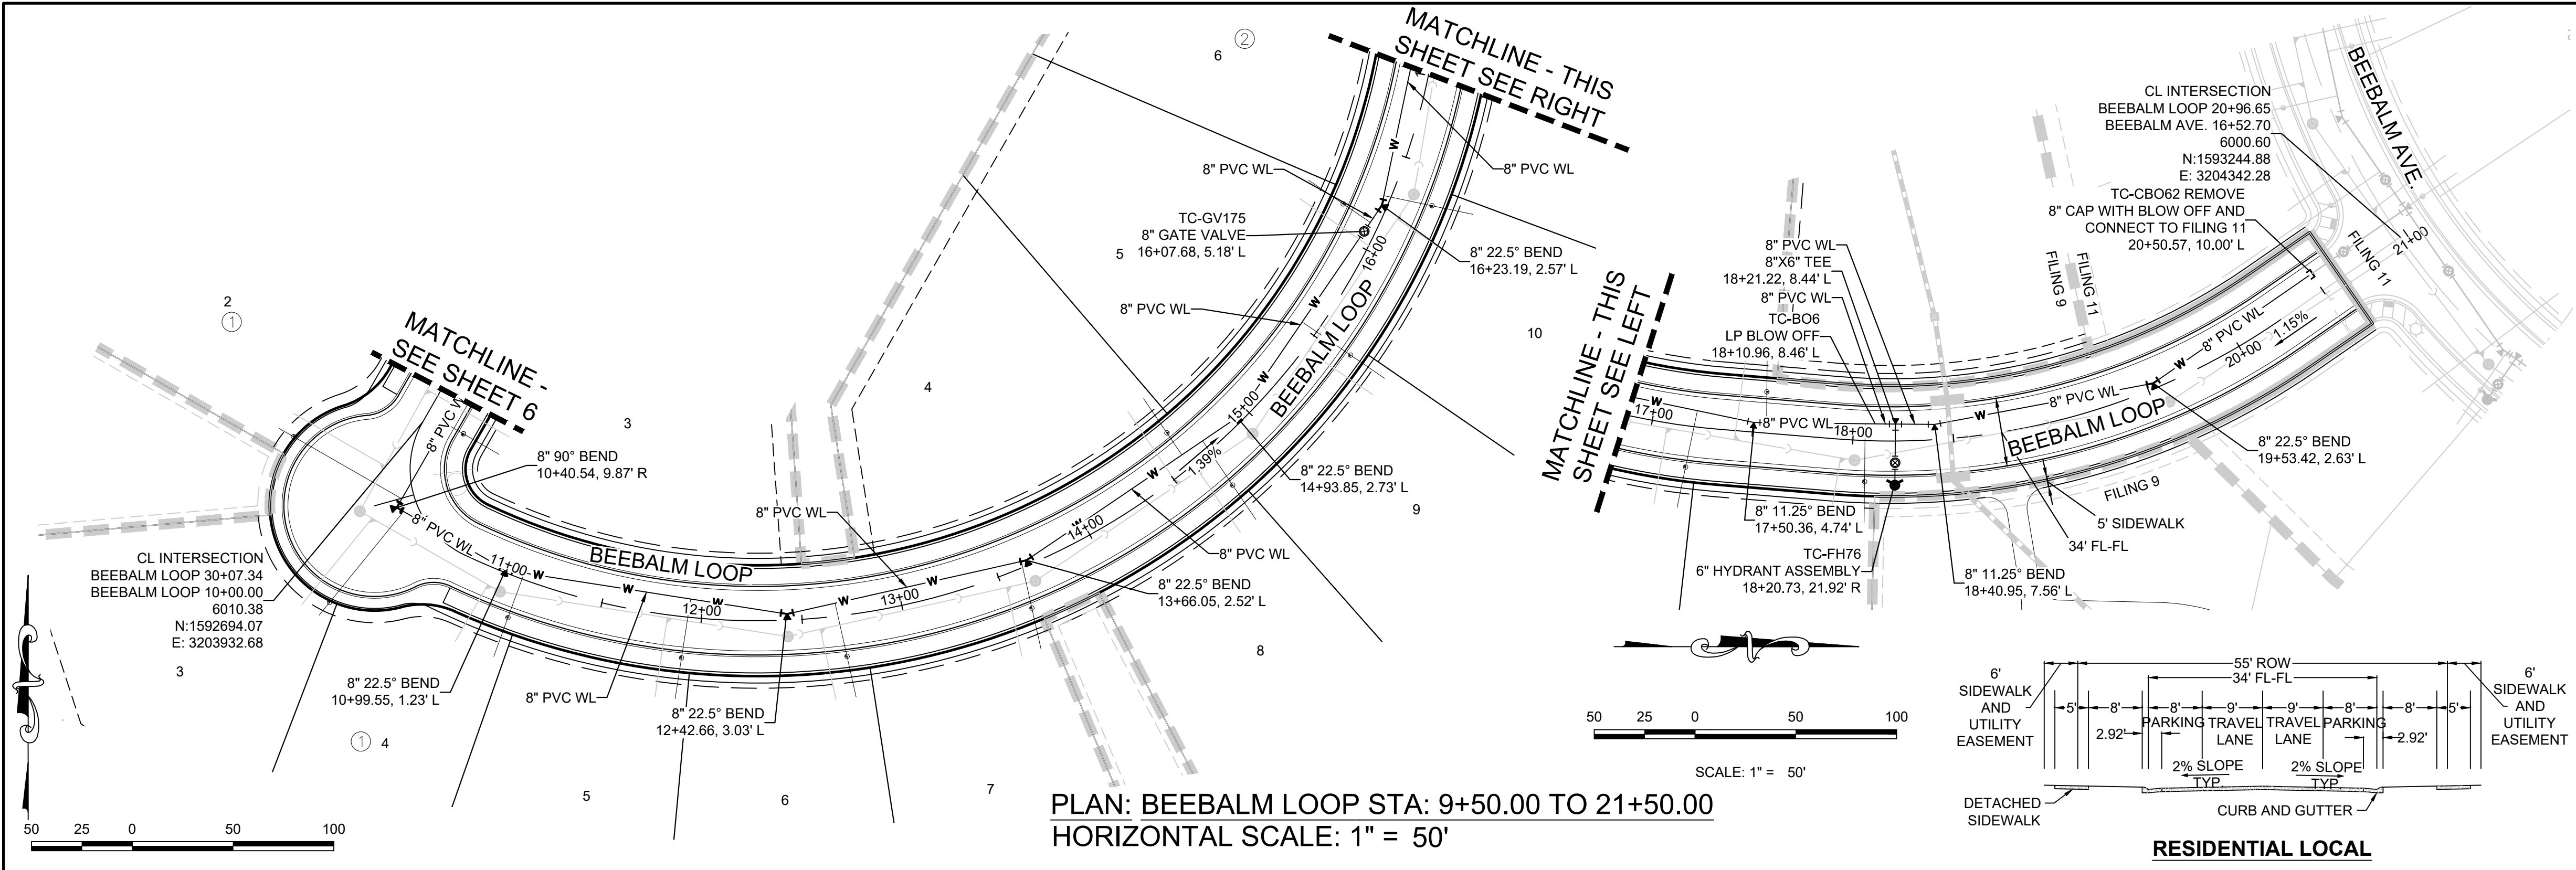 6
②
MATCHLINE - THIS
SHEET SEE RIGHT
8" PVC WL
8" PVC WL
TC-GV175
8" GATE VALVE
16+07.68, 5.18' L
5
16+00
8" 22.5° BEND
16+23.19, 2.57' L
8" PVC WL
BEEBALM LOOP
10
2
①
MATCHLINE -
SEE SHEET 6
4
3
15+00
8" PVC W
8" 90° BEND
10+40.54, 9.87' R
1.39%
8" 22.5° BEND
14+93.85, 2.73' L
9
8" PVC WL
14+00
8" PVC WL
8" PVC WL
11+00
BEEBALM LOOP
CL INTERSECTION
BEEBALM LOOP 30+07.34
BEEBALM LOOP 10+00.00
6010.38
N:1592694.07
E: 3203932.68
12+00
13+00
8" 22.5° BEND
13+66.05, 2.52' L
3
8
8" 22.5° BEND
10+99.55, 1.23' L
8" PVC WL
8" 22.5° BEND
12+42.66, 3.03' L
① 4
5
6
7
W W W W W W W W W
50 25 0 50 100
PLAN: BEEBALM LOOP STA: 9+50.00 TO 21+50.00
HORIZONTAL SCALE: 1" = 50'
BEEBALM AVE.
CL INTERSECTION
BEEBALM LOOP 20+96.65
BEEBALM AVE. 16+52.70
6000.60
N:1593244.88
E: 3204342.28
TC-CBO62 REMOVE
8" CAP WITH BLOW OFF AND
CONNECT TO FILING 11
20+50.57, 10.00' L
FILING 11
21+00
FILING 11
FILING 9
8" PVC WL
8"X6" TEE
18+21.22, 8.44' L
8" PVC WL
TC-BO6
LP BLOW OFF
18+10.96, 8.46' L
MATCHLINE - THIS
SHEET SEE LEFT
8" PVC WL
1.15%
20+00
8" PVC WL
W
17+00
8" PVC WL
18+00
W
W
BEEBALM LOOP
8" 22.5° BEND
19+53.42, 2.63' L
FILING 9
8" 11.25° BEND
17+50.36, 4.74' L
5' SIDEWALK
34' FL-FL
TC-FH76
6" HYDRANT ASSEMBLY
18+20.73, 21.92' R
8" 11.25° BEND
18+40.95, 7.56' L
50 25 0 50 100
SCALE: 1" = 50'
55' ROW
34' FL-FL
6'
SIDEWALK
AND
UTILITY
EASEMENT
5' 8' 8' 9' 9' 8' 8' 5'
PARKING TRAVEL LANE TRAVEL LANE PARKING
2.92' 2.92'
6'
SIDEWALK
AND
UTILITY
EASEMENT
2% SLOPE TYP. 2% SLOPE TYP.
DETACHED
SIDEWALK
CURB AND GUTTER
RESIDENTIAL LOCAL